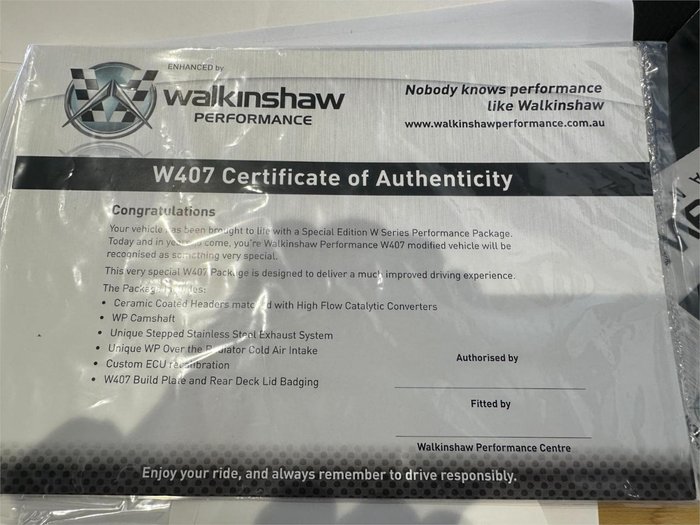 ENHANCED by
walkinshaw
PERFORMANCE
Nobody knows performance
like Walkinshaw
www.walkinshawperformance.com.au
W407 Certificate of Authenticity
Congratulations
Your vehicle has been brought to life with a Special Edition W Series Performance Package.
Today and in years to come, you're Walkinshaw Performance W407 modified vehicle will be
recognised as something very special.
This very special W407 Package is designed to deliver a much improved driving experience.
The Package
• Ceramic Coated Headers matched with High Flow Catalytic Converters
• WP Camshaft
• Unique Stepped Stainless Steel Exhaust System
• Unique WP Over the Radiator Cold Air Intake
• Custom ECU recalibration
• W407 Build Plate and Rear Deck Lid Badging
Authorised by
Fitted by
Walkinshaw Performance Centre
Enjoy your ride, and always remember to drive responsibly.